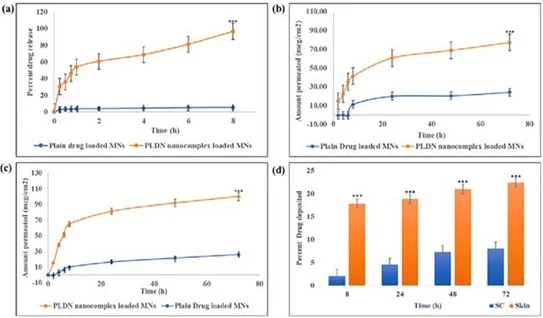 (a)
120
100
80
60
40
20
0
Percent drug release
***
0 2 4 6 8
Time (h)
Plain drug loaded MNs PLDN nanocomplex loaded MNs
(b)
110.00
90.00
70.00
50.00
30.00
10.00
-10.00
Amount permeated (mcg/cm2)
***
0 20 40 60 80
Time (h)
Plain drug loaded MNs PLDN nanocomplex loaded MNs
(c)
130
110
90
70
50
30
10
-10
Amount permeated (mcg/cm2)
***
0 20 40 60 80
Time (h)
PLDN nanocomplex loaded MNs Plain Drug loaded MNs
(d)
25
20
15
10
5
0
Percent Drug deposited
*** *** *** ***
8 24 48 72
Time (h)
SC Skin